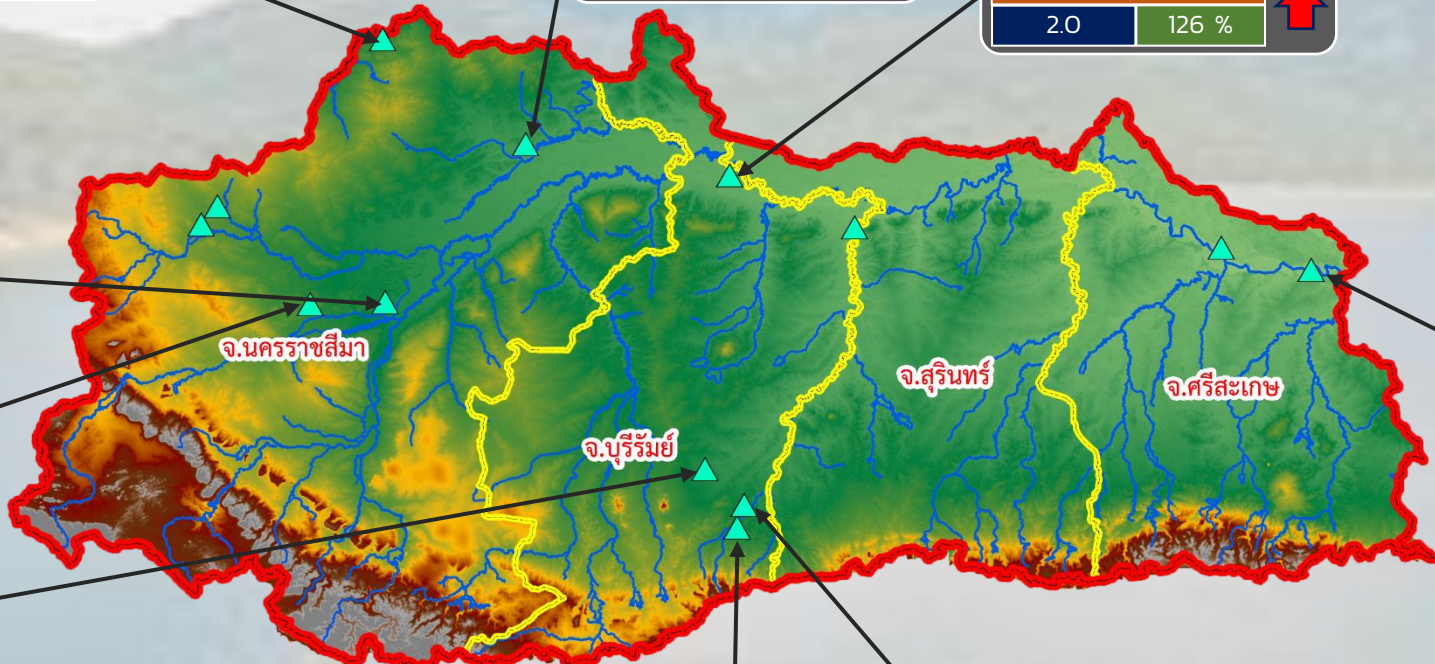 2.0 126 %
จ.นครราชสีมา
จ.สุรินทร์
จ.ศรีสะเกษ
จ.บุรีรัมย์